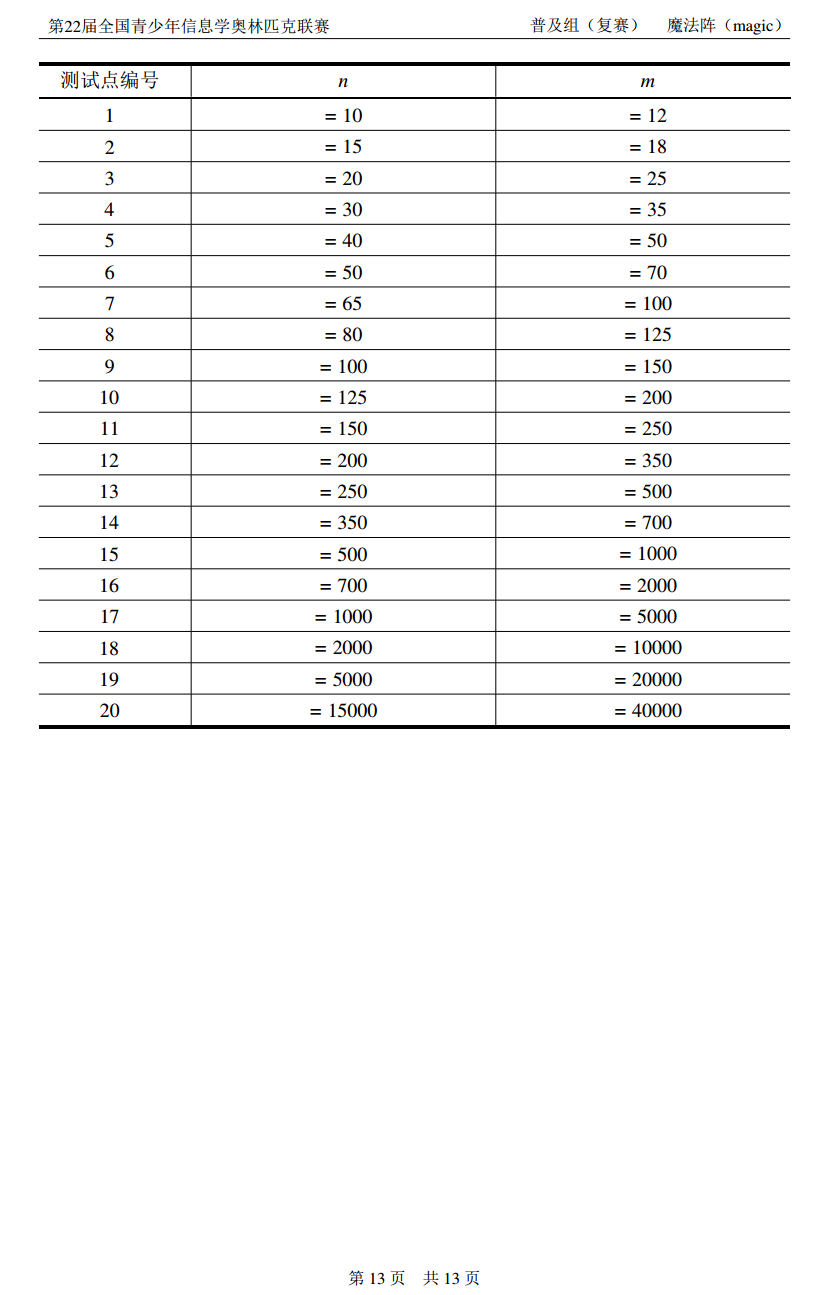 第22届全国青少年信息学奥林匹克联赛 普及组（复赛） 魔法阵（magic）
测试点编号 n m
1 = 10 = 12
2 = 15 = 18
3 = 20 = 25
4 = 30 = 35
5 = 40 = 50
6 = 50 = 70
7 = 65 = 100
8 = 80 = 125
9 = 100 = 150
10 = 125 = 200
11 = 150 = 250
12 = 200 = 350
13 = 250 = 500
14 = 350 = 700
15 = 500 = 1000
16 = 700 = 2000
17 = 1000 = 5000
18 = 2000 = 10000
19 = 5000 = 20000
20 = 15000 = 40000
第 13 页 共 13 页